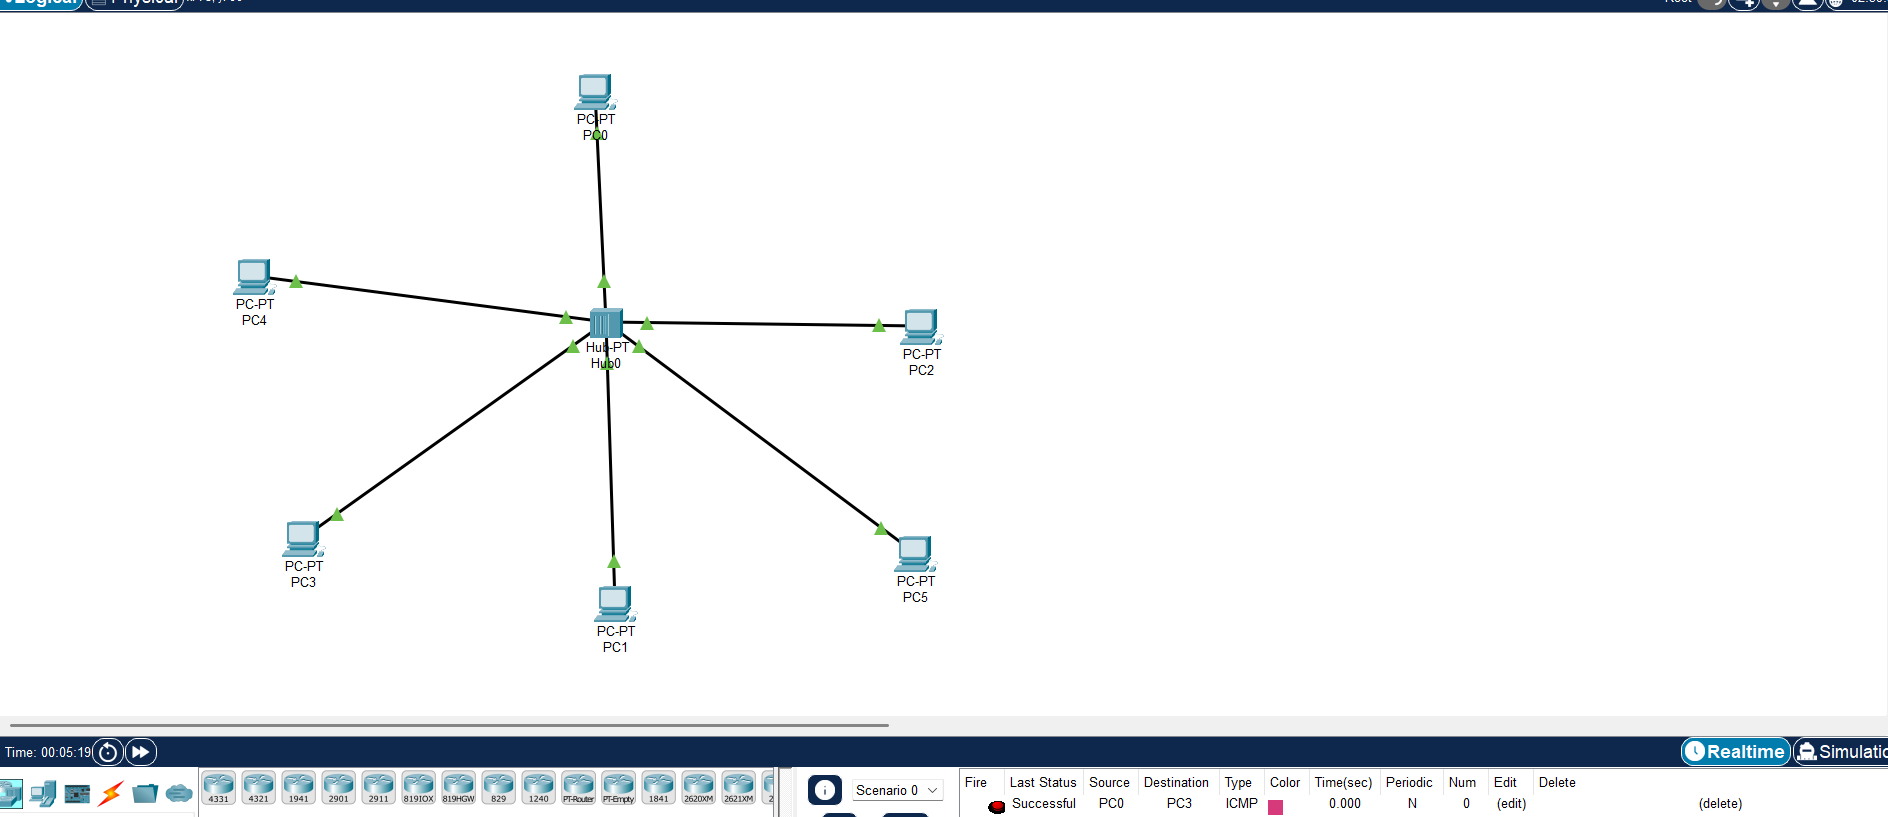 Logical
Physical
Root
PC-PT
PC0
PC-PT
PC4
Hub-PT
Hub0
PC-PT
PC2
PC-PT
PC3
PC-PT
PC5
PC-PT
PC1
Time: 00:05:19
Realtime
Simulatio
4331 4321 1941 2901 2911 819IOX 819HGW 829 1240 PT-Router PT-Empty 1841 2620XM 2621XM 2
Scenario 0
Fire Last Status Source Destination Type Color Time(sec) Periodic Num Edit Delete
Successful PC0 PC3 ICMP 0.000 N 0 (edit) (delete)